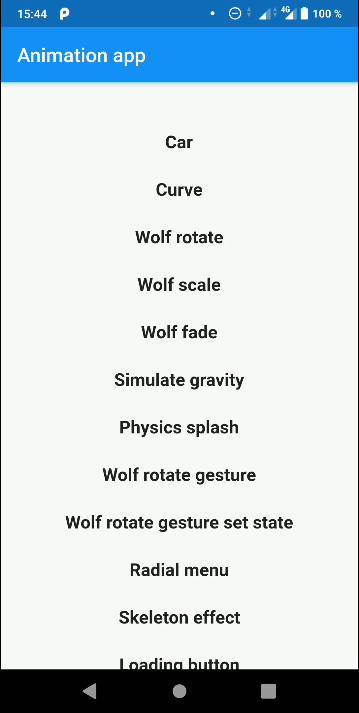 15:44 4G 100 %
Animation app
Car
Curve
Wolf rotate
Wolf scale
Wolf fade
Simulate gravity
Physics splash
Wolf rotate gesture
Wolf rotate gesture set state
Radial menu
Skeleton effect
Loading button